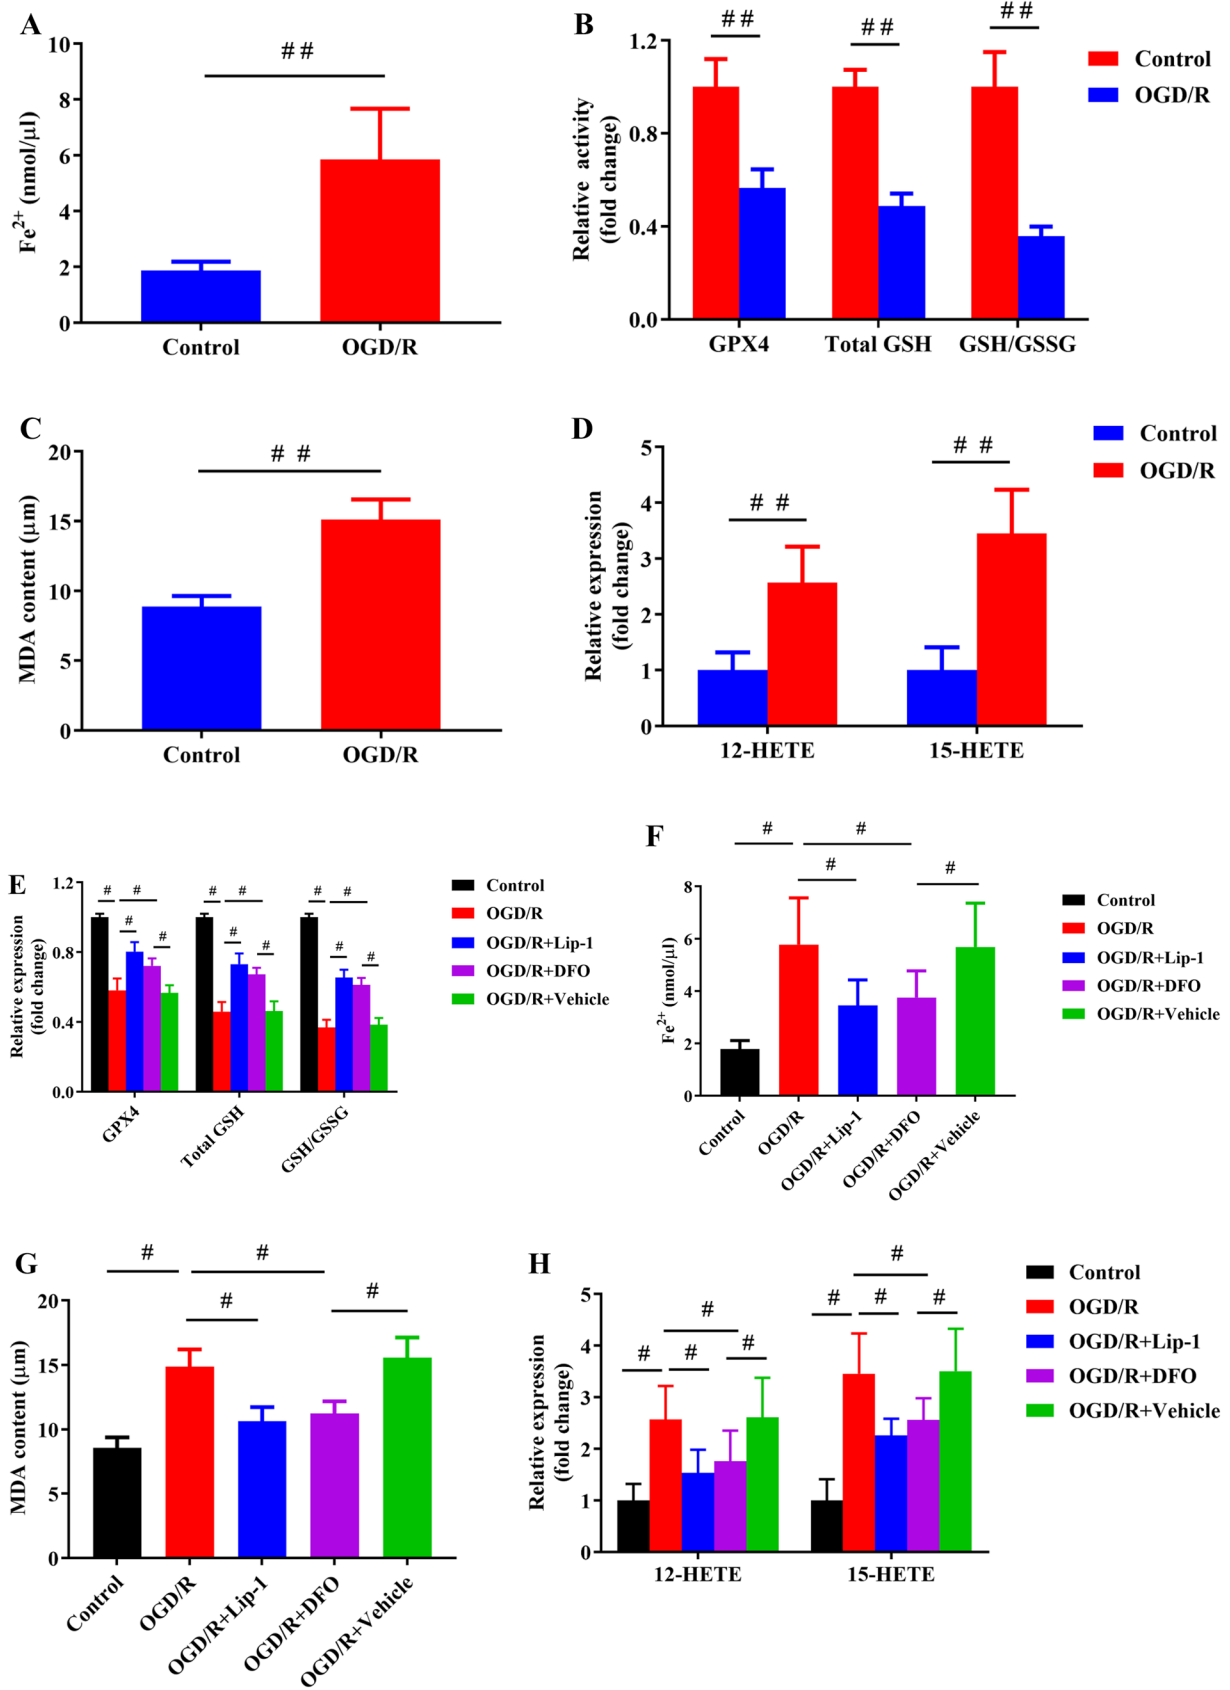 A
10
8
6
4
2
0
Fe2+ (nmol/μl)
# #
Control
OGD/R
B
1.2
0.8
0.4
0.0
Relative activity
(fold change)
# #
# #
# #
GPX4
Total GSH
GSH/GSSG
Control
OGD/R
C
20
15
10
5
0
MDA content (μm)
# #
Control
OGD/R
D
5
4
3
2
1
0
Relative expression
(fold change)
# #
# #
12-HETE
15-HETE
Control
OGD/R
E
1.2
0.8
0.4
0.0
Relative expression
(fold change)
# # # #
# # # #
# # # #
GPX4
Total GSH
GSH/GSSG
Control
OGD/R
OGD/R+Lip-1
OGD/R+DFO
OGD/R+Vehicle
F
8
6
4
2
0
Fe2+ (nmol/μl)
# #
# #
Control
OGD/R
OGD/R+Lip-1
OGD/R+DFO
OGD/R+Vehicle
Control
OGD/R
OGD/R+Lip-1
OGD/R+DFO
OGD/R+Vehicle
G
20
15
10
5
0
MDA content (μm)
# #
# #
Control
OGD/R
OGD/R+Lip-1
OGD/R+DFO
OGD/R+Vehicle
H
5
4
3
2
1
0
Relative expression
(fold change)
# # # #
# # # #
12-HETE
15-HETE
Control
OGD/R
OGD/R+Lip-1
OGD/R+DFO
OGD/R+Vehicle